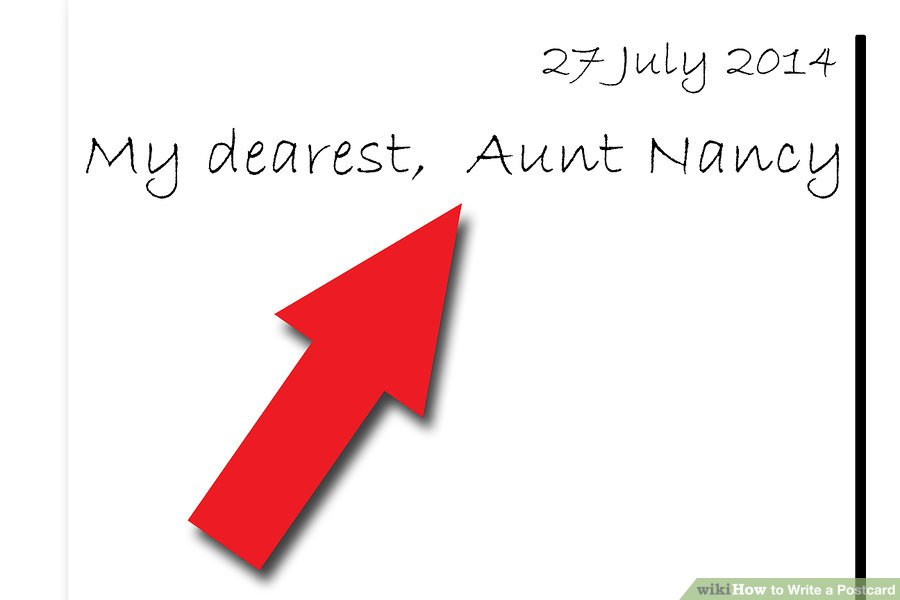 27 July 2014
My dearest, Aunt Nancy
wikiHow to Write a Postcard